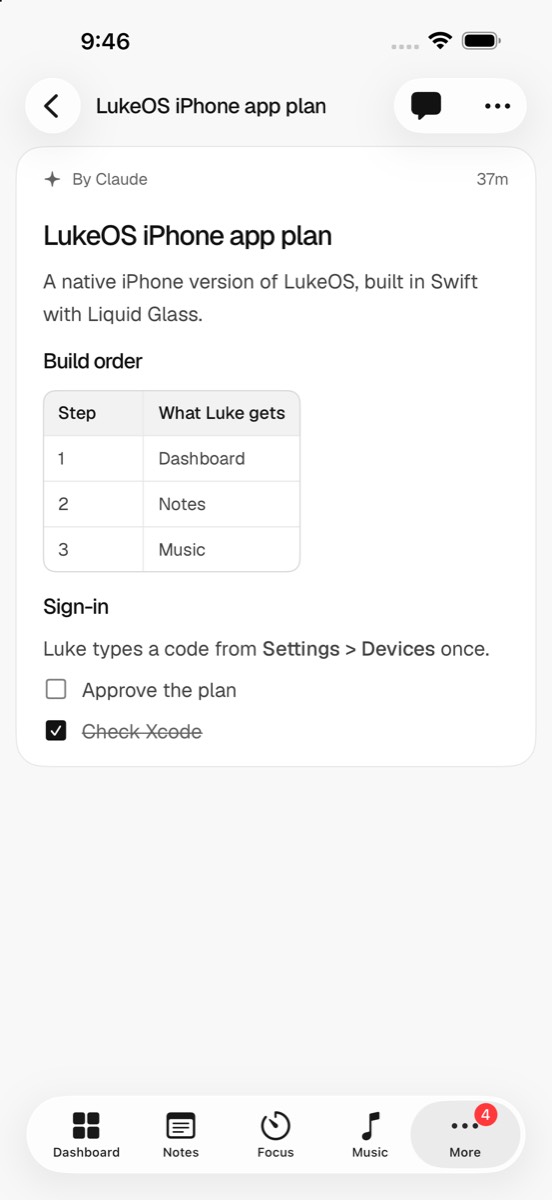 9:46
LukeOS iPhone app plan
By Claude 37m
LukeOS iPhone app plan
A native iPhone version of LukeOS, built in Swift
with Liquid Glass.
Build order
Step What Luke gets
1 Dashboard
2 Notes
3 Music
Sign-in
Luke types a code from Settings > Devices once.
Approve the plan
Check Xcode
4
Dashboard Notes Focus Music More